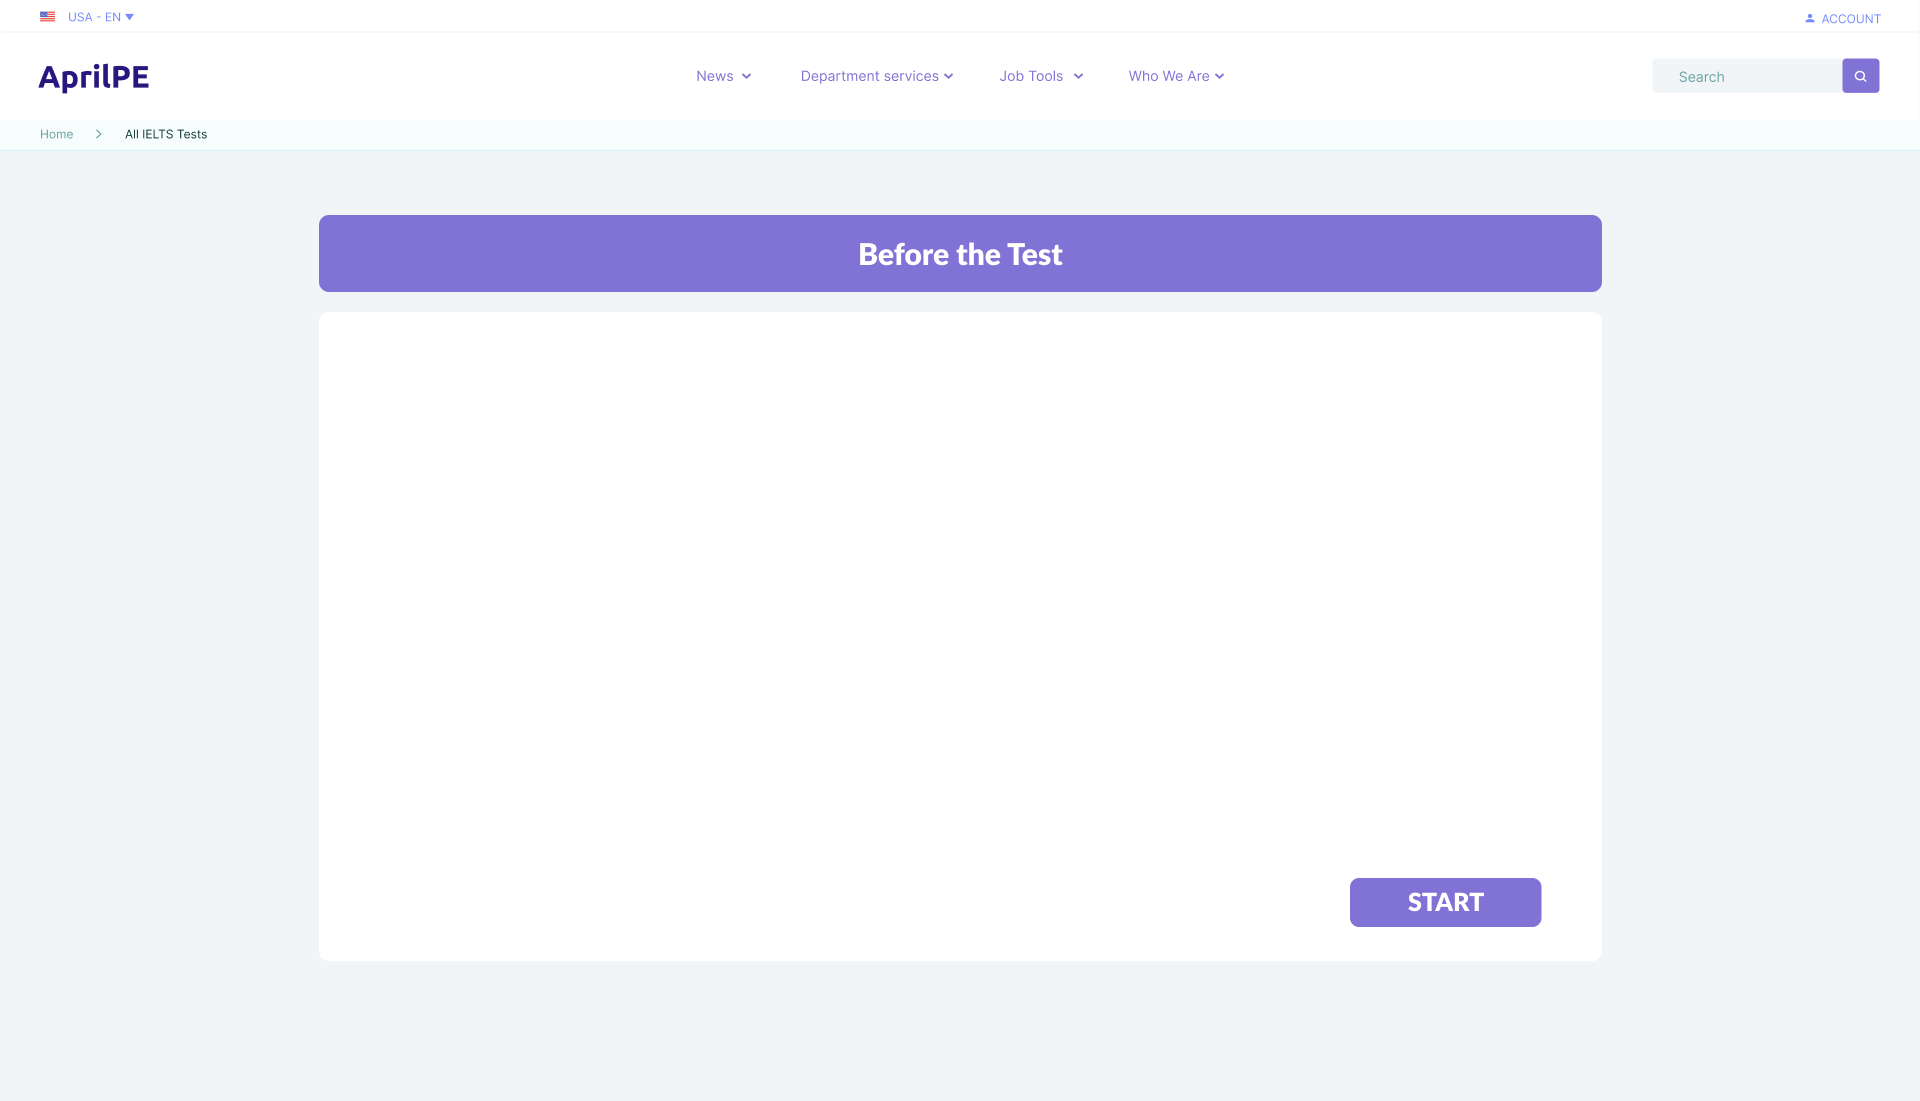 USA - EN
ACCOUNT
AprilPE
News
Department services
Job Tools
Who We Are
Search
Home
All IELTS Tests
Before the Test
START